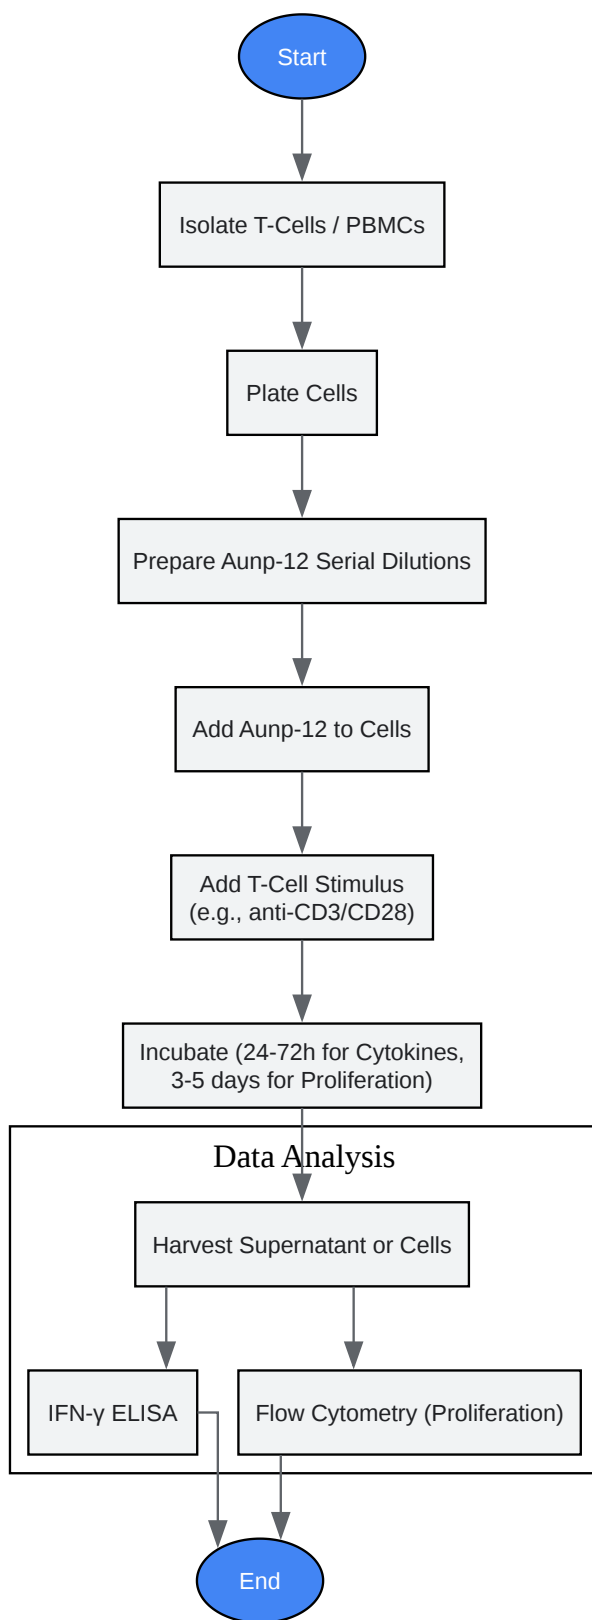 Start
Isolate T-Cells / PBMCs
Plate Cells
Prepare Aunp-12 Serial Dilutions
Add Aunp-12 to Cells
Add T-Cell Stimulus
(e.g., anti-CD3/CD28)
Incubate (24-72h for Cytokines,
3-5 days for Proliferation)
Data Analysis
Harvest Supernatant or Cells
IFN-γ ELISA
Flow Cytometry (Proliferation)
End